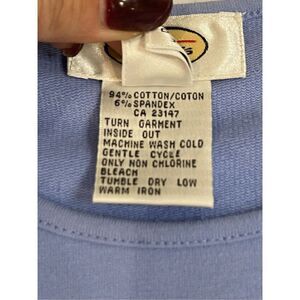 94% COTTON/COTON
6% SPANDEX
CA 23147
TURN GARMENT
INSIDE OUT
MACHINE WASH COLD
GENTLE CYCLE
ONLY NON CHLORINE
BLEACH
TUMBLE DRY LOW
WARM IRON